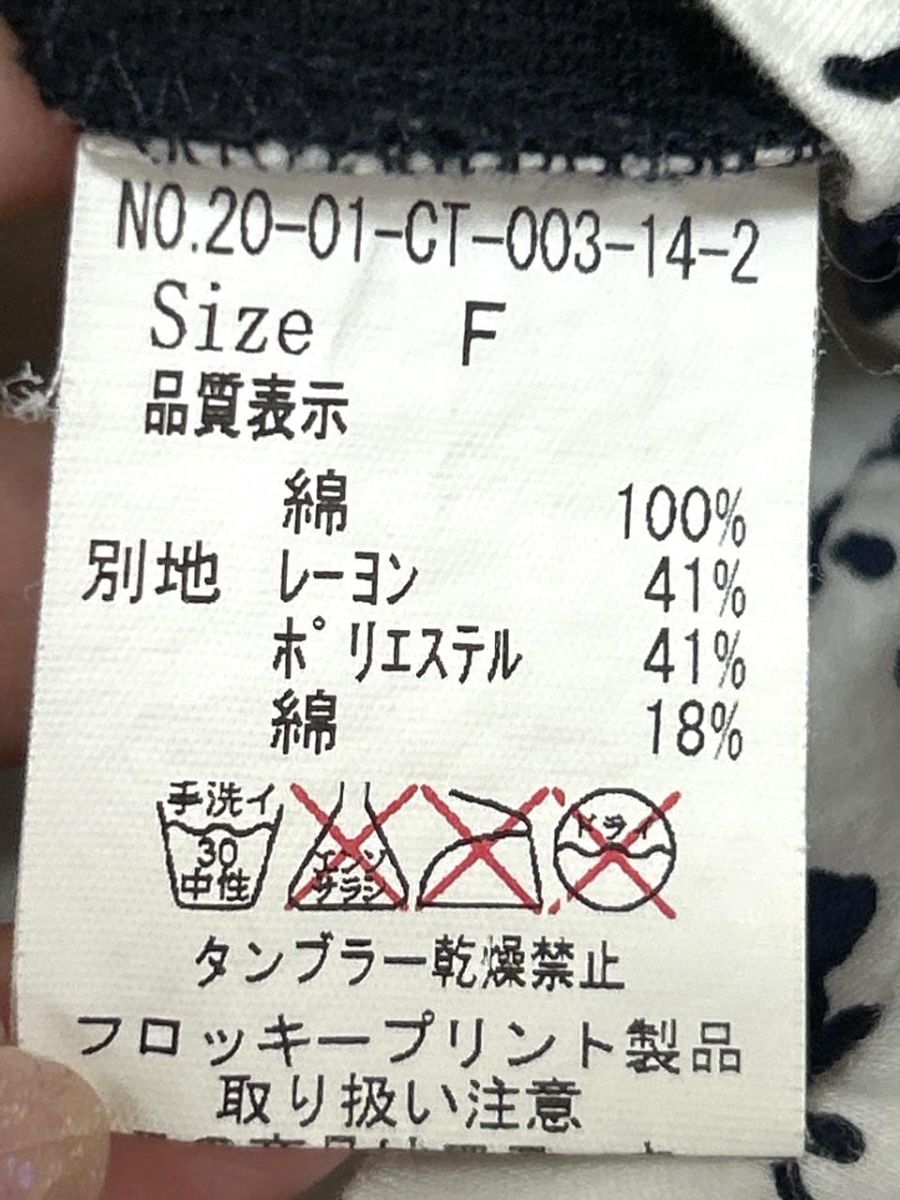 NO.20-01-CT-003-14-2
Size F
品質表示
綿 100%
別地 レーヨン 41%
ポリエステル 41%
綿 18%
手洗イ
30
中性
エンソ
サラシ
ドライ
タンブラー乾燥禁止
フロッキープリント製品
取り扱い注意